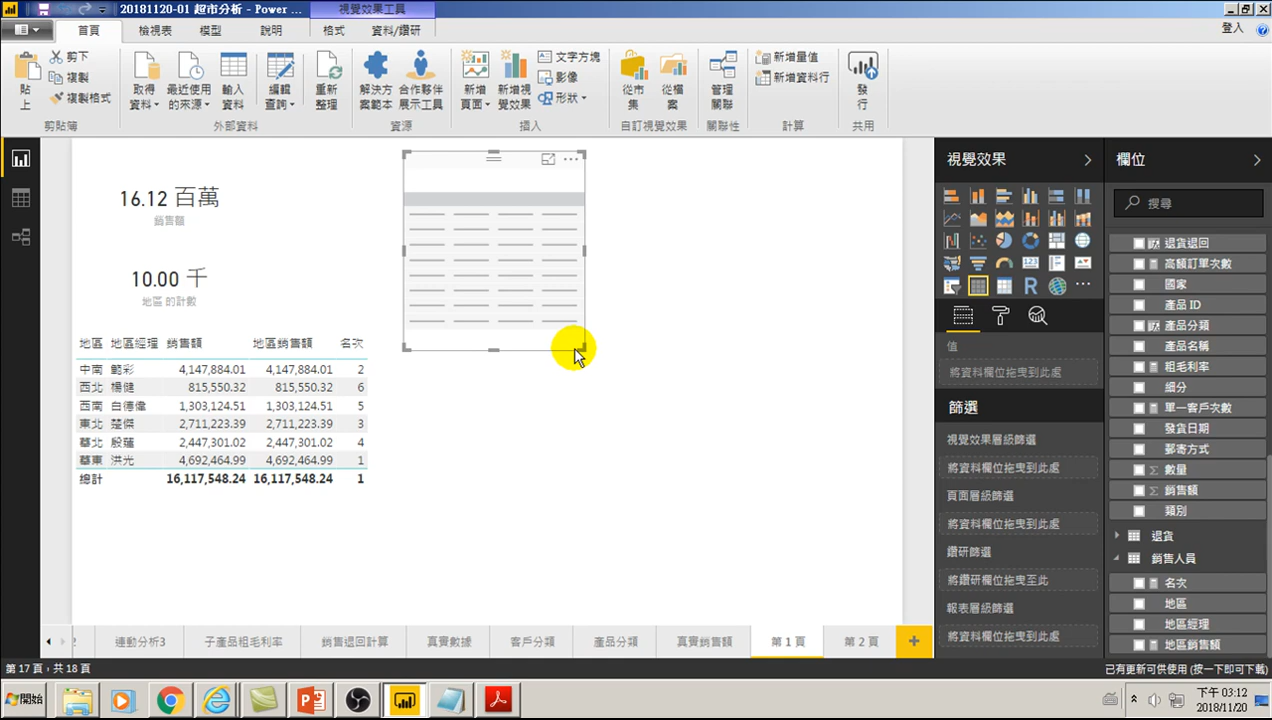 20181120-01 超市分析 - Power ...
視覺效果工具
首頁
檢視表
模型
說明
格式
資料/鑽研
登入
貼上
剪下
複製
複製格式
剪貼簿
取得資料
最近使用的來源
輸入資料
編輯查詢
重新整理
外部資料
解決方案範本
合作夥伴展示工具
資源
新增頁面
新增視覺效果
文字方塊
影像
形狀
插入
從市集
從檔案
自訂視覺效果
管理關聯
關聯性
新增量值
新增資料行
計算
發行
共用
16.12 百萬
銷售額
10.00 千
地區 的計數
地區 地區經理 銷售額 地區銷售額 名次
中南 範彩 4,147,884.01 4,147,884.01 2
西北 楊健 815,550.32 815,550.32 6
西南 白德偉 1,303,124.51 1,303,124.51 5
東北 楚傑 2,711,223.39 2,711,223.39 3
華北 殷蓮 2,447,301.02 2,447,301.02 4
華東 洪光 4,692,464.99 4,692,464.99 1
總計 16,117,548.24 16,117,548.24 1
視覺效果
R
123
值
將資料欄位拖曳到此處
篩選
視覺效果層級篩選
將資料欄位拖曳到此處
頁面層級篩選
將資料欄位拖曳到此處
鑽研篩選
將鑽研欄位拖曳至此
報表層級篩選
將資料欄位拖曳到此處
欄位
搜尋
退貨退回
高額訂單次數
國家
產品 ID
產品分類
產品名稱
粗毛利率
細分
單一客戶次數
發貨日期
郵寄方式
Σ 數量
Σ 銷售額
類別
退貨
銷售人員
名次
地區
地區經理
地區銷售額
連動分析3
子產品粗毛利率
銷售退回計算
真實數據
客戶分類
產品分類
真實銷售額
第 1 頁
第 2 頁
第 17 頁，共 18 頁
已有更新可供使用 (按一下即可下載)
開始
下午 03:12
2018/11/20